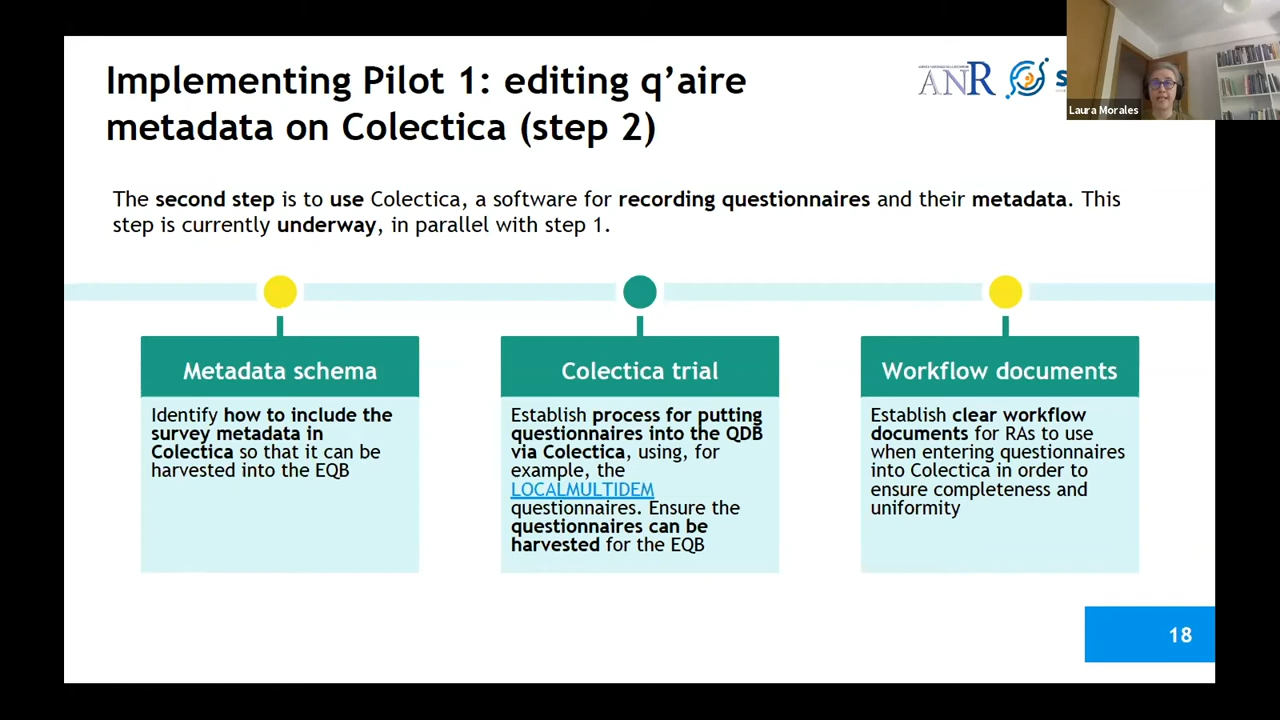 Implementing Pilot 1: editing q'aire
metadata on Colectica (step 2)
ANR
Laura Morales
The second step is to use Colectica, a software for recording questionnaires and their metadata. This
step is currently underway, in parallel with step 1.
Metadata schema
Identify how to include the
survey metadata in
Colectica so that it can be
harvested into the EQB
Colectica trial
Establish process for putting
questionnaires into the QDB
via Colectica, using, for
example, the
LOCALMULTIDEM
questionnaires. Ensure the
questionnaires can be
harvested for the EQB
Workflow documents
Establish clear workflow
documents for RAs to use
when entering questionnaires
into Colectica in order to
ensure completeness and
uniformity
18